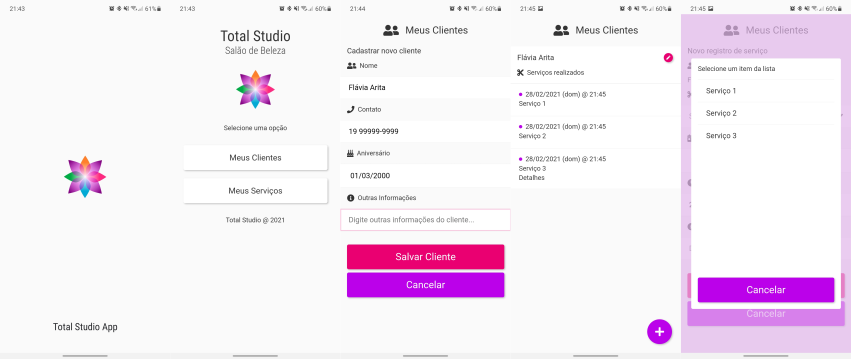 21:43
61%
Total Studio App
21:43
60%
Total Studio
Salão de Beleza
Selecione uma opção
Meus Clientes
Meus Serviços
Total Studio @ 2021
21:44
60%
Meus Clientes
Cadastrar novo cliente
Nome
Flávia Arita
Contato
19 99999-9999
Aniversário
01/03/2000
Outras Informações
Digite outras informações do cliente...
Salvar Cliente
Cancelar
21:45
60%
Meus Clientes
Flávia Arita
Serviços realizados
28/02/2021 (dom) @ 21:45
Serviço 1
28/02/2021 (dom) @ 21:45
Serviço 2
28/02/2021 (dom) @ 21:45
Serviço 3
Detalhes
21:45
60%
Meus Clientes
Novo registro de serviço
Selecione um item da lista
Serviço 1
Serviço 2
Serviço 3
Cancelar
Cancelar